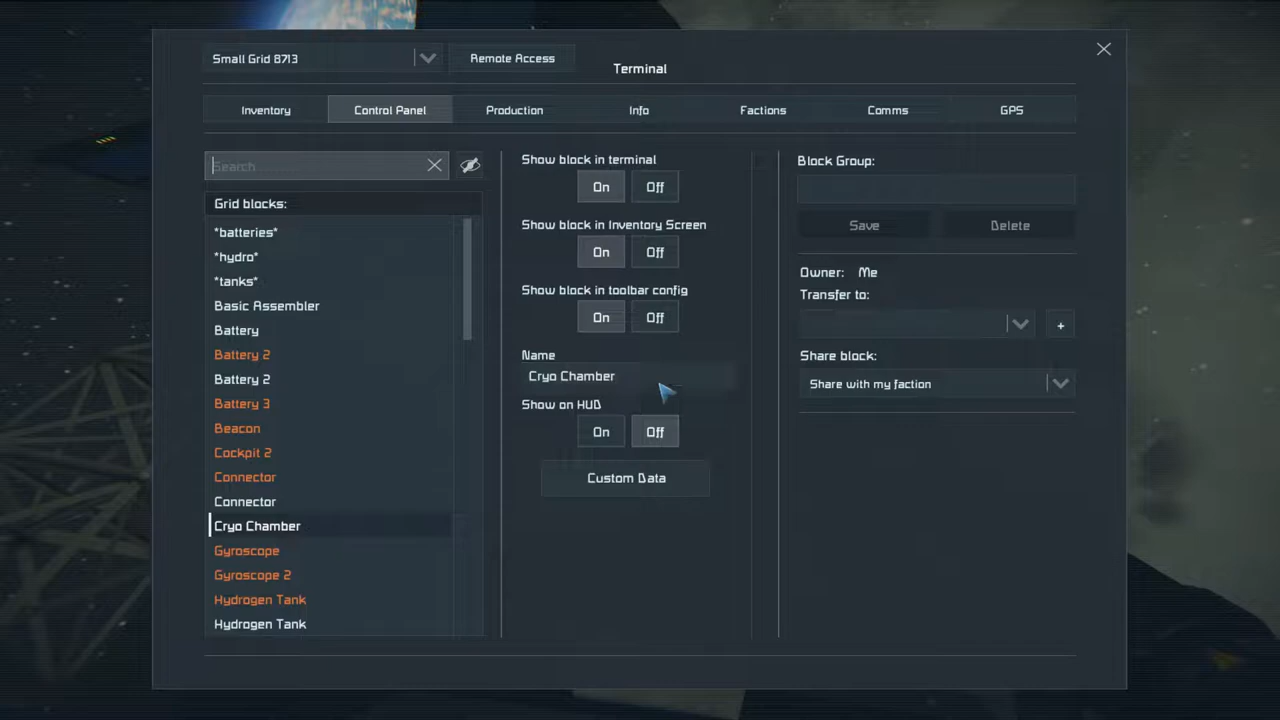 Small Grid 8713
Remote Access
Terminal
Inventory
Control Panel
Production
Info
Factions
Comms
GPS
Search
Grid blocks:
*batteries*
*hydro*
*tanks*
Basic Assembler
Battery
Battery 2
Battery 2
Battery 3
Beacon
Cockpit 2
Connector
Connector
Cryo Chamber
Gyroscope
Gyroscope 2
Hydrogen Tank
Hydrogen Tank
Show block in terminal
On Off
Show block in Inventory Screen
On Off
Show block in toolbar config
On Off
Name
Cryo Chamber
Show on HUD
On Off
Custom Data
Block Group:
Save Delete
Owner: Me
Transfer to:
+
Share block:
Share with my faction